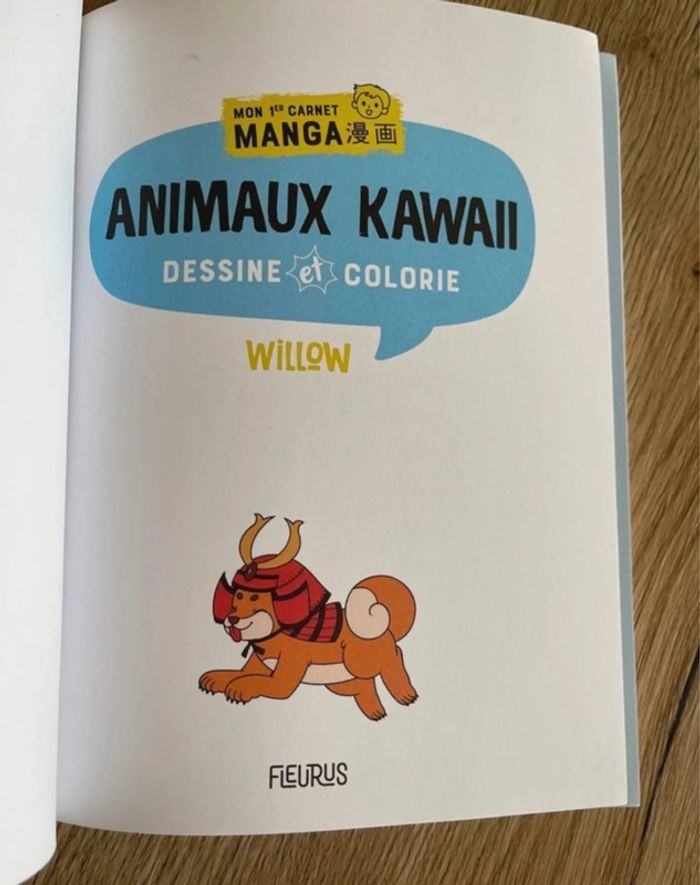 MON 1ER CARNET
MANGA漫画
ANIMAUX KAWAII
DESSINE et COLORIE
WiLLOW
FLEURUS